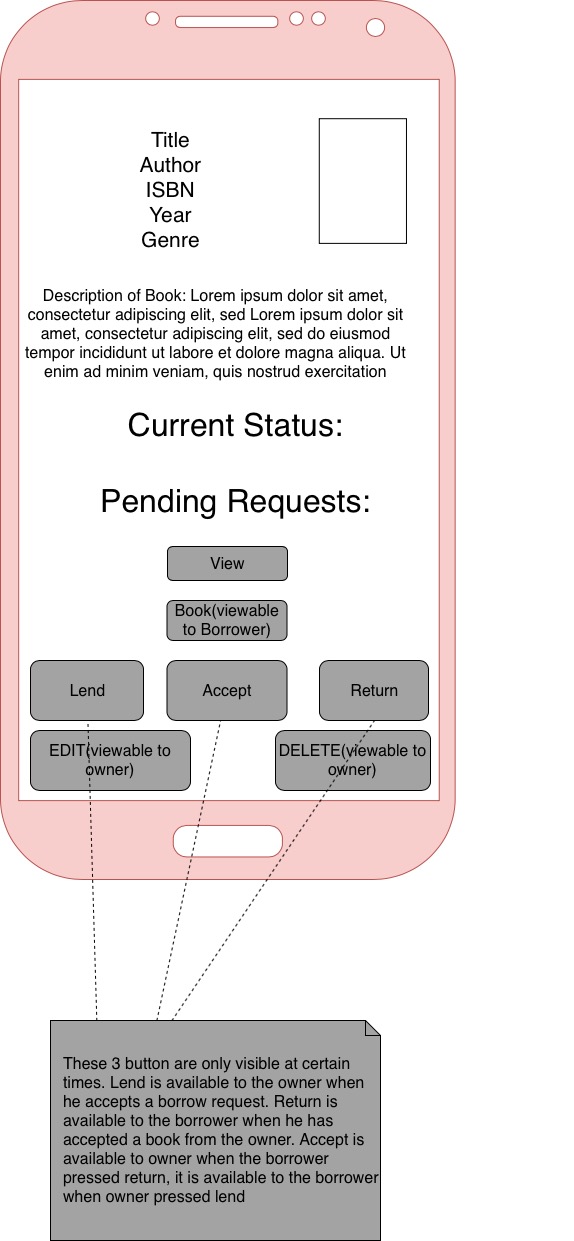 Title
Author
ISBN
Year
Genre
Description of Book: Lorem ipsum dolor sit amet,
consectetur adipiscing elit, sed Lorem ipsum dolor sit
amet, consectetur adipiscing elit, sed do eiusmod
tempor incididunt ut labore et dolore magna aliqua. Ut
enim ad minim veniam, quis nostrud exercitation
Current Status:
Pending Requests:
View
Book(viewable
to Borrower)
Lend
Accept
Return
EDIT(viewable to
owner)
DELETE(viewable to
owner)
These 3 button are only visible at certain
times. Lend is available to the owner when
he accepts a borrow request. Return is
available to the borrower when he has
accepted a book from the owner. Accept is
available to owner when the borrower
pressed return, it is available to the borrower
when owner pressed lend